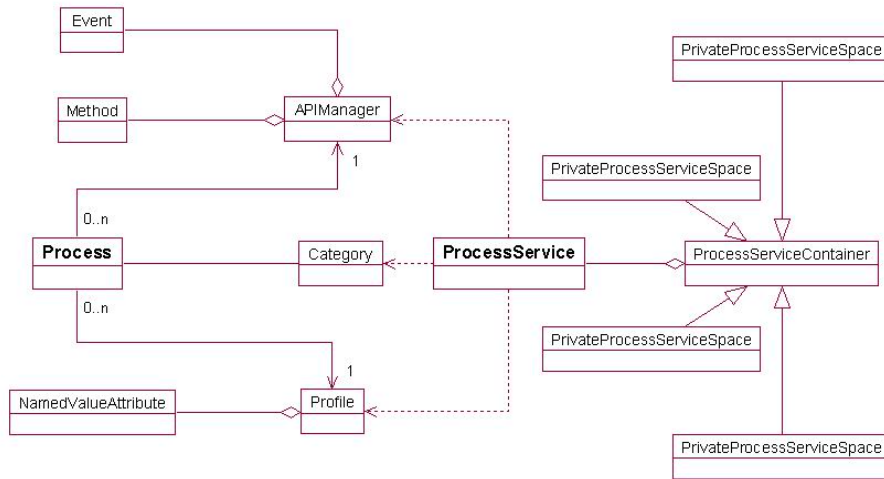 Event
PrivateProcessServiceSpace
Method
APIManager
1
PrivateProcessServiceSpace
0..n
Process
Category
ProcessService
ProcessServiceContainer
0..n
PrivateProcessServiceSpace
1
NamedValueAttribute
Profile
PrivateProcessServiceSpace